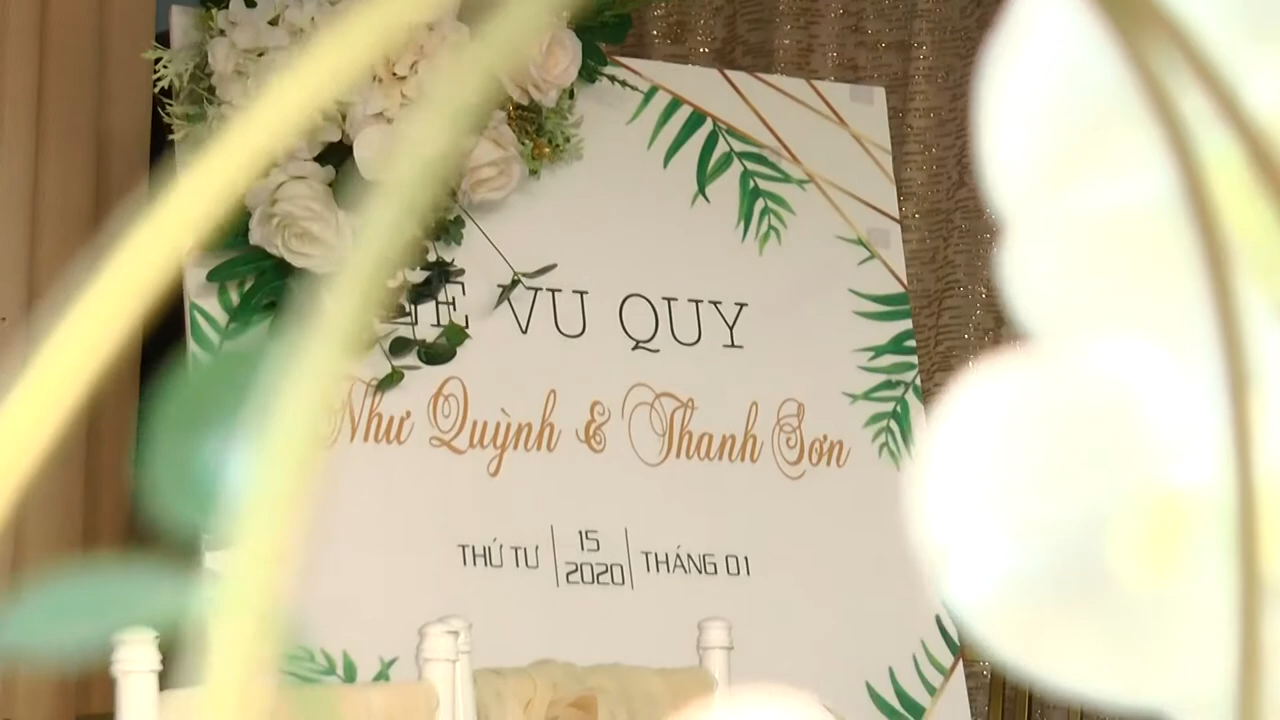 VU QUY
Như Quỳnh & Thanh Sơn
THỨ TƯ
15
2020
THÁNG 01